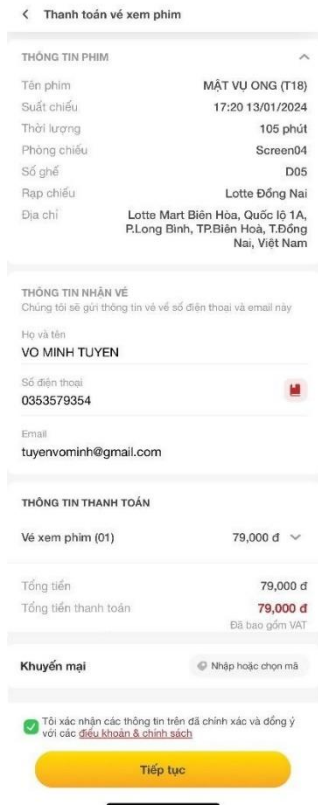 Thanh toán vé xem phim
THÔNG TIN PHIM
Tên phim MẬT VỤ ONG (T18)
Suất chiếu 17:20 13/01/2024
Thời lượng 105 phút
Phòng chiếu Screen04
Số ghế D05
Rạp chiếu Lotte Đồng Nai
Địa chỉ Lotte Mart Biên Hòa, Quốc lộ 1A,
P.Long Bình, TP.Biên Hoà, T.Đồng
Nai, Việt Nam
THÔNG TIN NHẬN VÉ
Chúng tôi sẽ gửi thông tin vé về số điện thoại và email này
Họ và tên
VO MINH TUYEN
Số điện thoại
0353579354
Email
tuyenvominh@gmail.com
THÔNG TIN THANH TOÁN
Vé xem phim (01) 79,000 đ
Tổng tiền 79,000 đ
Tổng tiền thanh toán 79,000 đ
Đã bao gồm VAT
Khuyến mại Nhập hoặc chọn mã
Tôi xác nhận các thông tin trên đã chính xác và đồng ý
với các điều khoản & chính sách
Tiếp tục